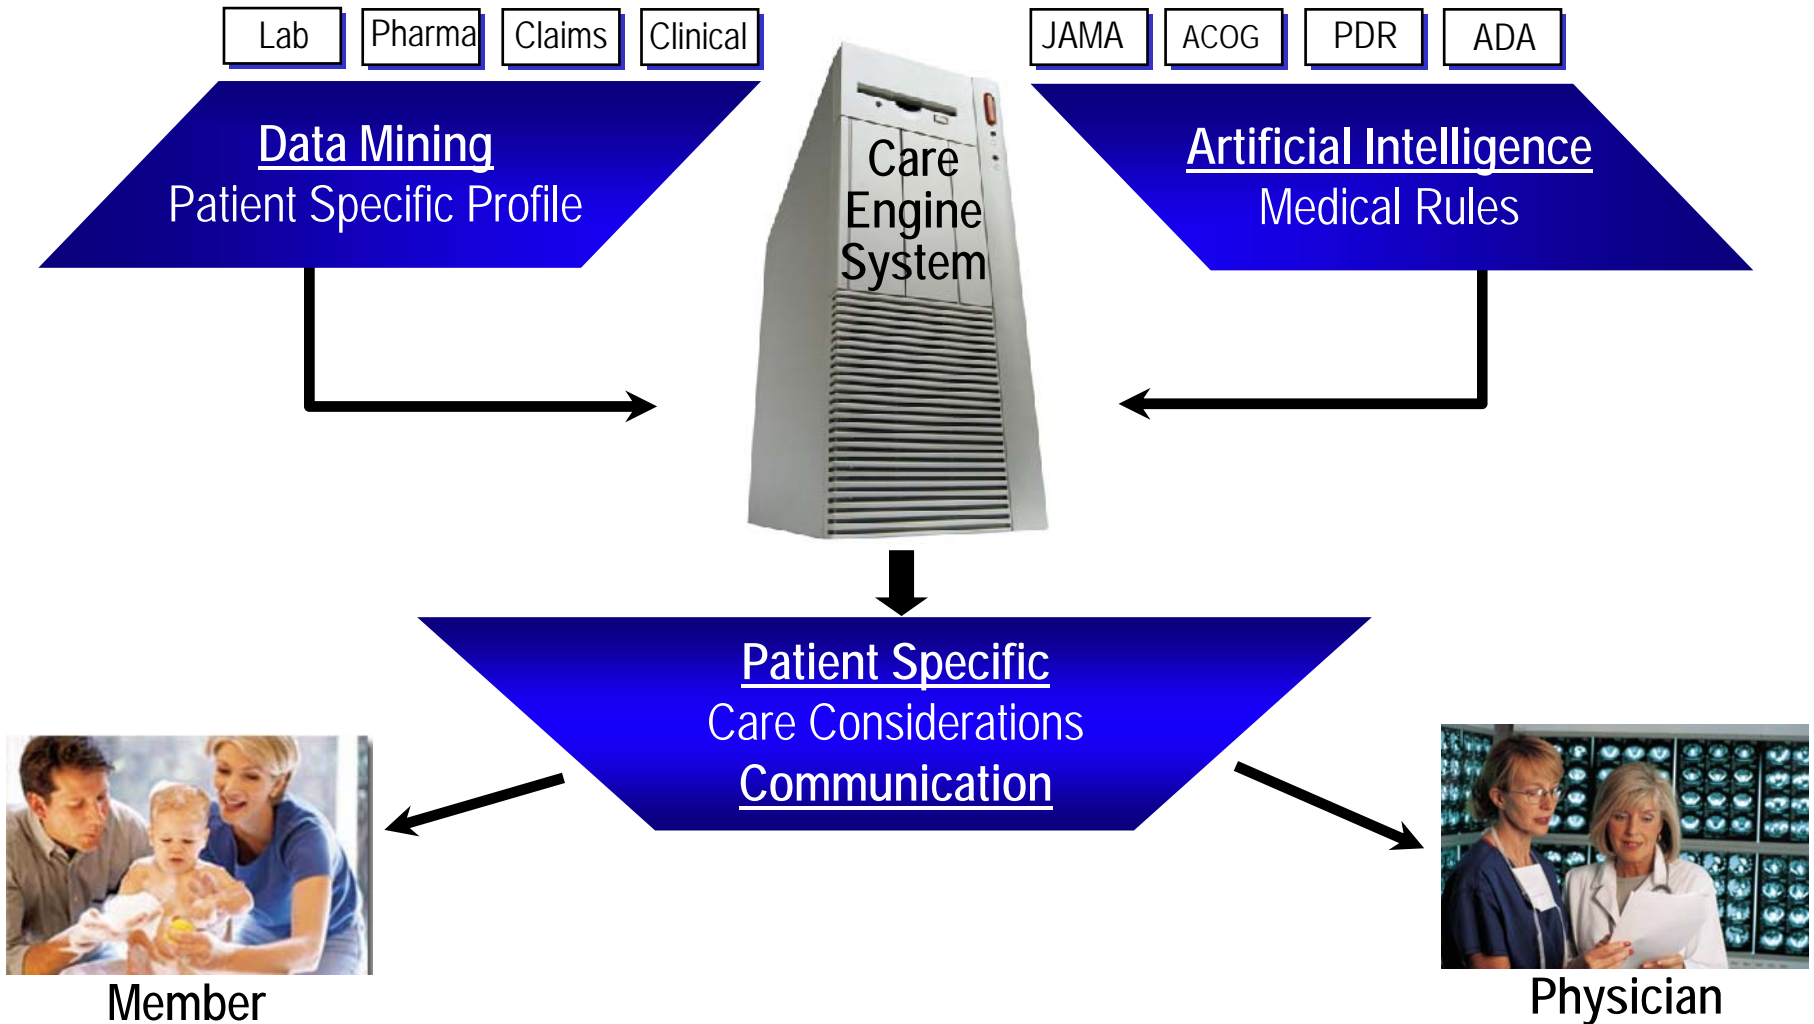 Lab
Pharma
Claims
Clinical
JAMA
ACOG
PDR
ADA
Data Mining
Patient Specific Profile
Care
Engine
System
Artificial Intelligence
Medical Rules
Patient Specific
Care Considerations
Communication
Member
Physician